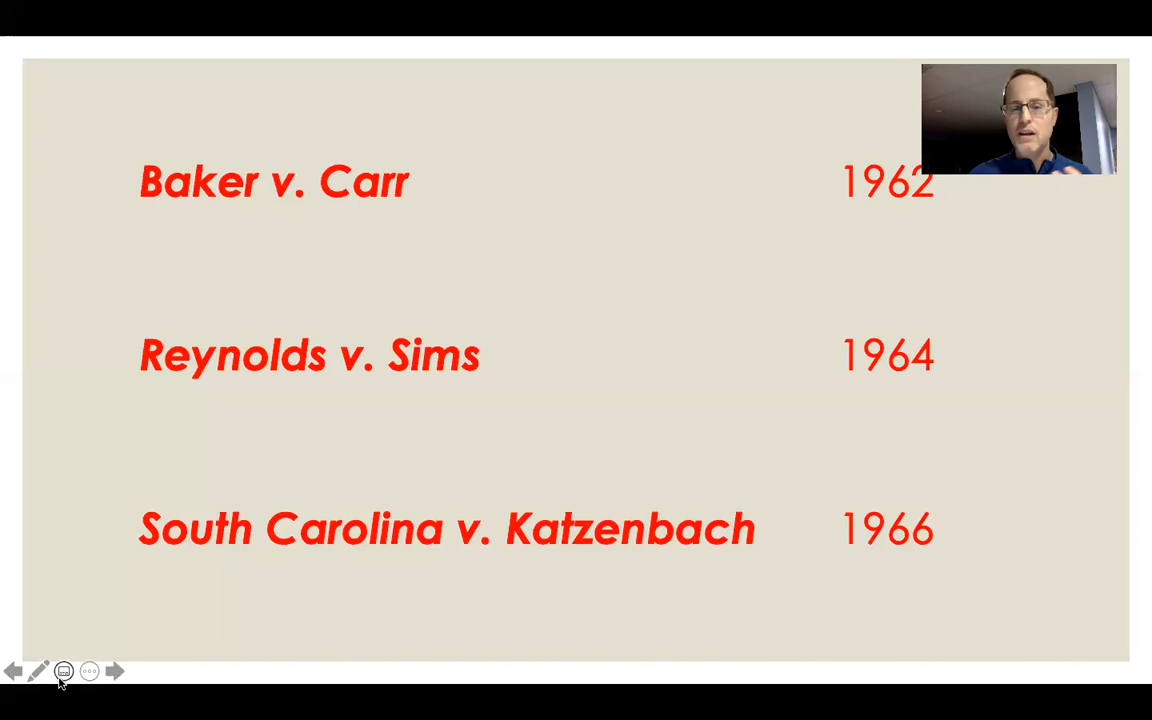 Baker v. Carr 1962
Reynolds v. Sims 1964
South Carolina v. Katzenbach 1966